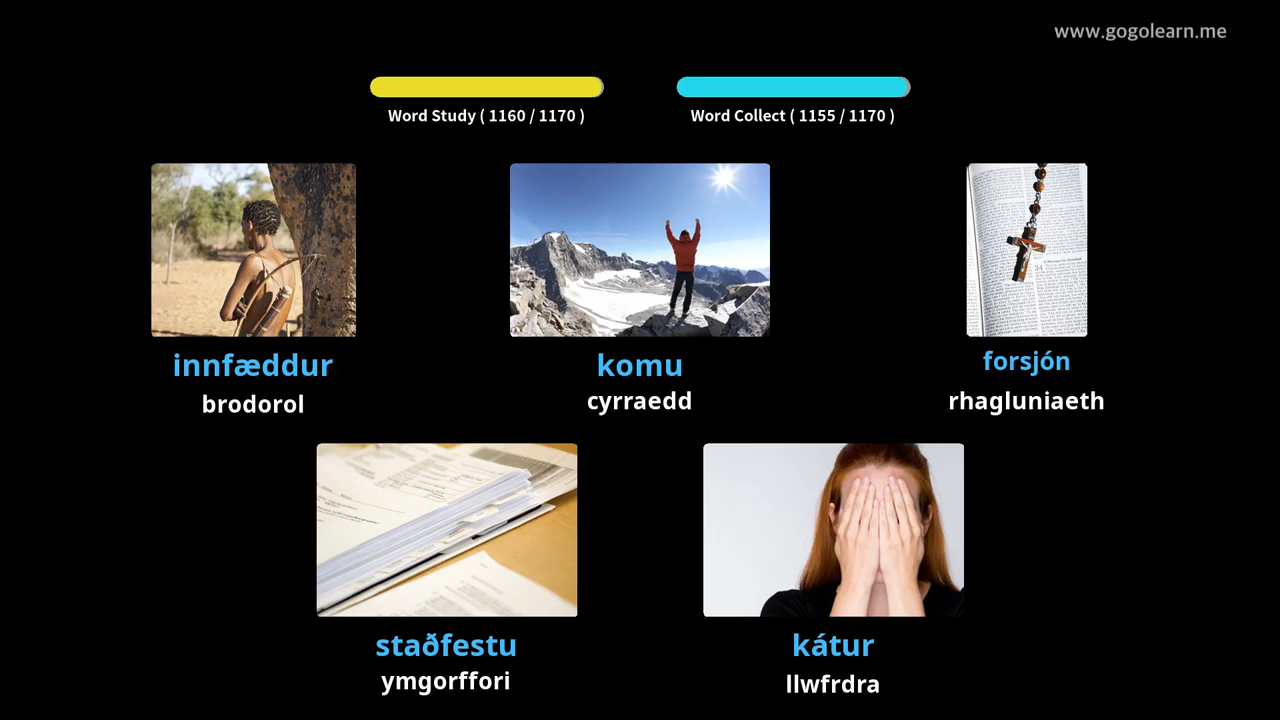 www.gogolearn.me
Word Study ( 1160 / 1170 )
Word Collect ( 1155 / 1170 )
innfæddur
brodorol
komu
cyrraedd
forsjón
rhagluniaeth
staðfestu
ymgorffori
kátur
llwfrdra